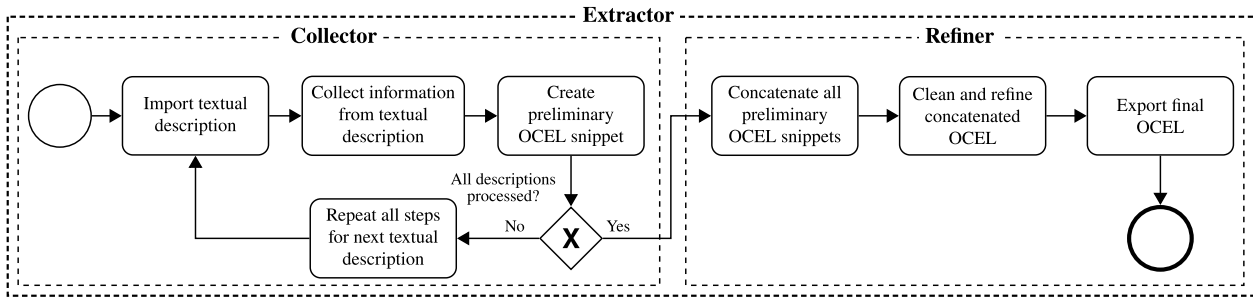 Extractor
Collector
Refiner
Import textual
description
Collect information
from textual
description
Create
preliminary
OCEL snippet
Concatenate all
preliminary
OCEL snippets
Clean and refine
concatenated
OCEL
Export final
OCEL
All descriptions
processed?
Repeat all steps
for next textual
description
No
X
Yes